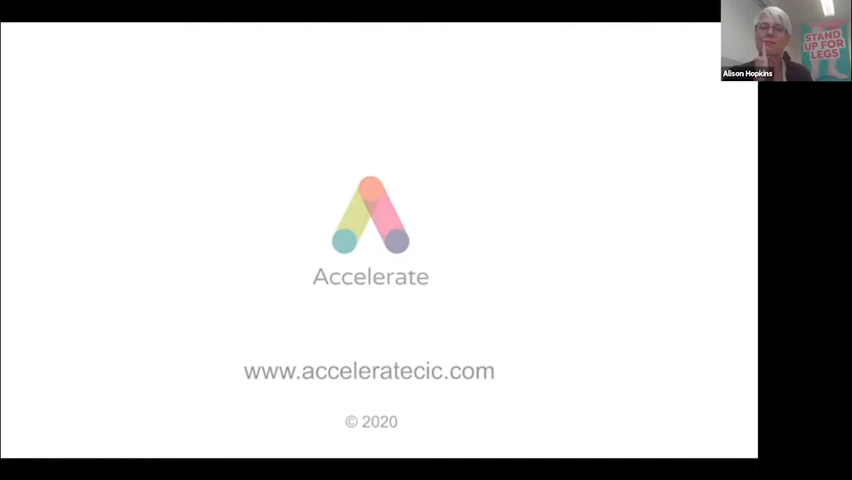 STAND
UP FOR
LEGS
Alison Hopkins
Accelerate
www.acceleratecic.com
© 2020